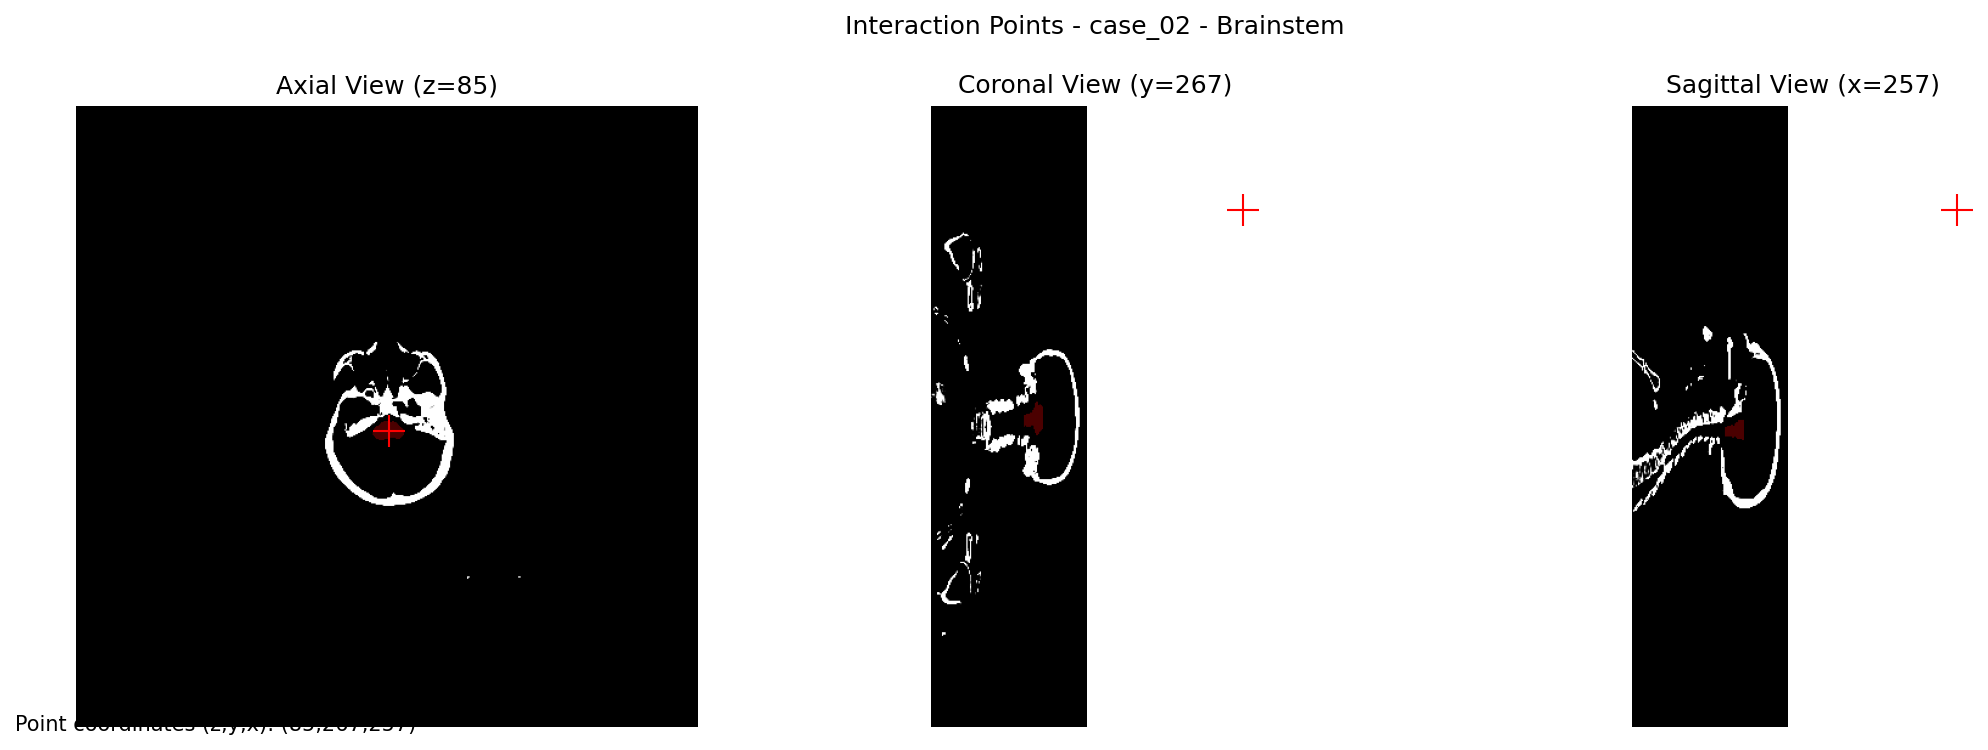 Interaction Points - case_02 - Brainstem
Axial View (z=85)
Coronal View (y=267)
Sagittal View (x=257)
Point coordinates (z,y,x): (85,267,257)